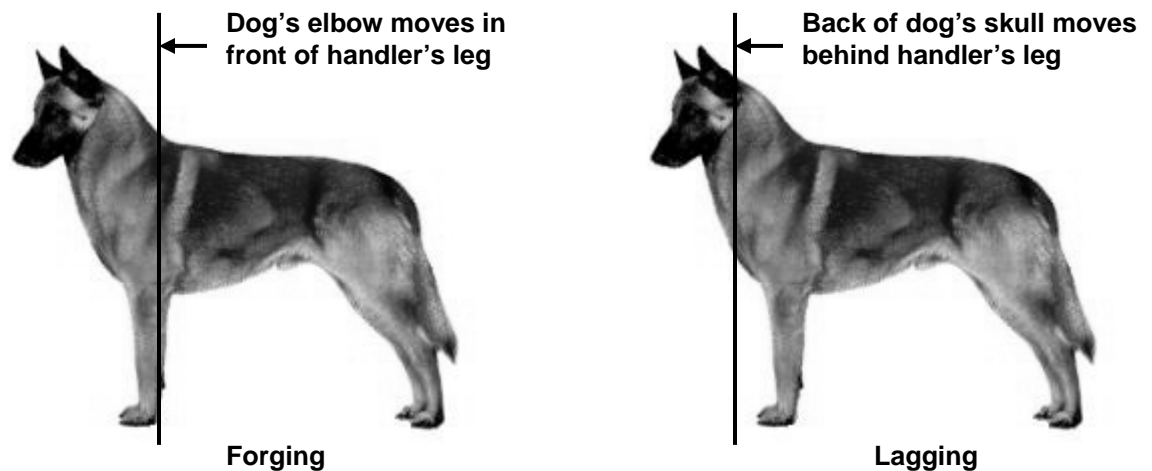 Dog’s elbow moves in
front of handler’s leg
Back of dog’s skull moves
behind handler’s leg
Forging
Lagging